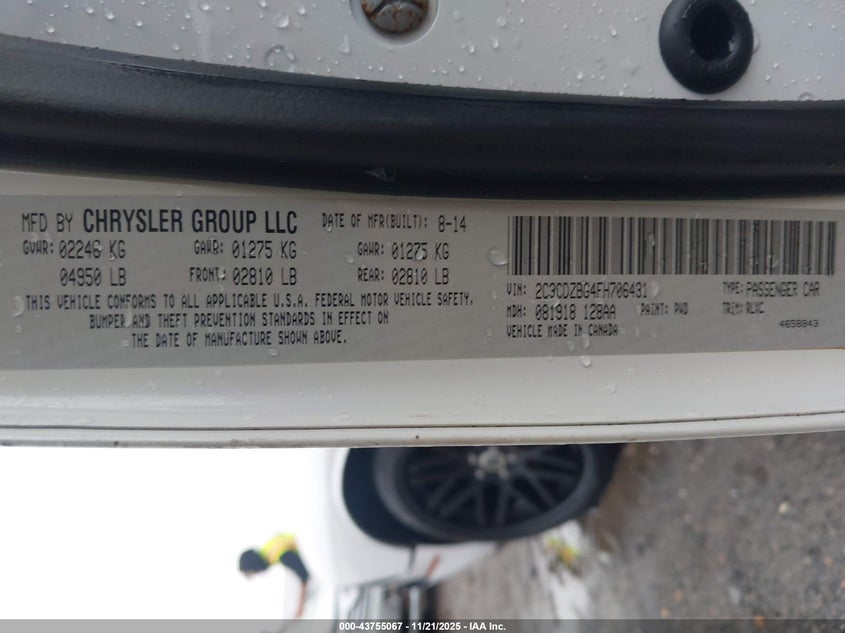 MFD BY CHRYSLER GROUP LLC DATE OF MFR(BUILT): 8-14
GVWR: 02246 KG GAWR: 01275 KG GAWR: 01275 KG
04950 LB FRONT: 02810 LB REAR: 02810 LB
THIS VEHICLE CONFORMS TO ALL APPLICABLE U.S.A. FEDERAL MOTOR VEHICLE SAFETY,
BUMPER AND THEFT PREVENTION STANDARDS IN EFFECT ON
THE DATE OF MANUFACTURE SHOWN ABOVE.
VIN: 2C3CDZBG4FH706431 TYPE: PASSENGER CAR
MDH: 081918 128AA PAINT: PWD TRIM: RLXC
VEHICLE MADE IN CANADA 4658843
000-43755067 - 11/21/2025 - IAA Inc.